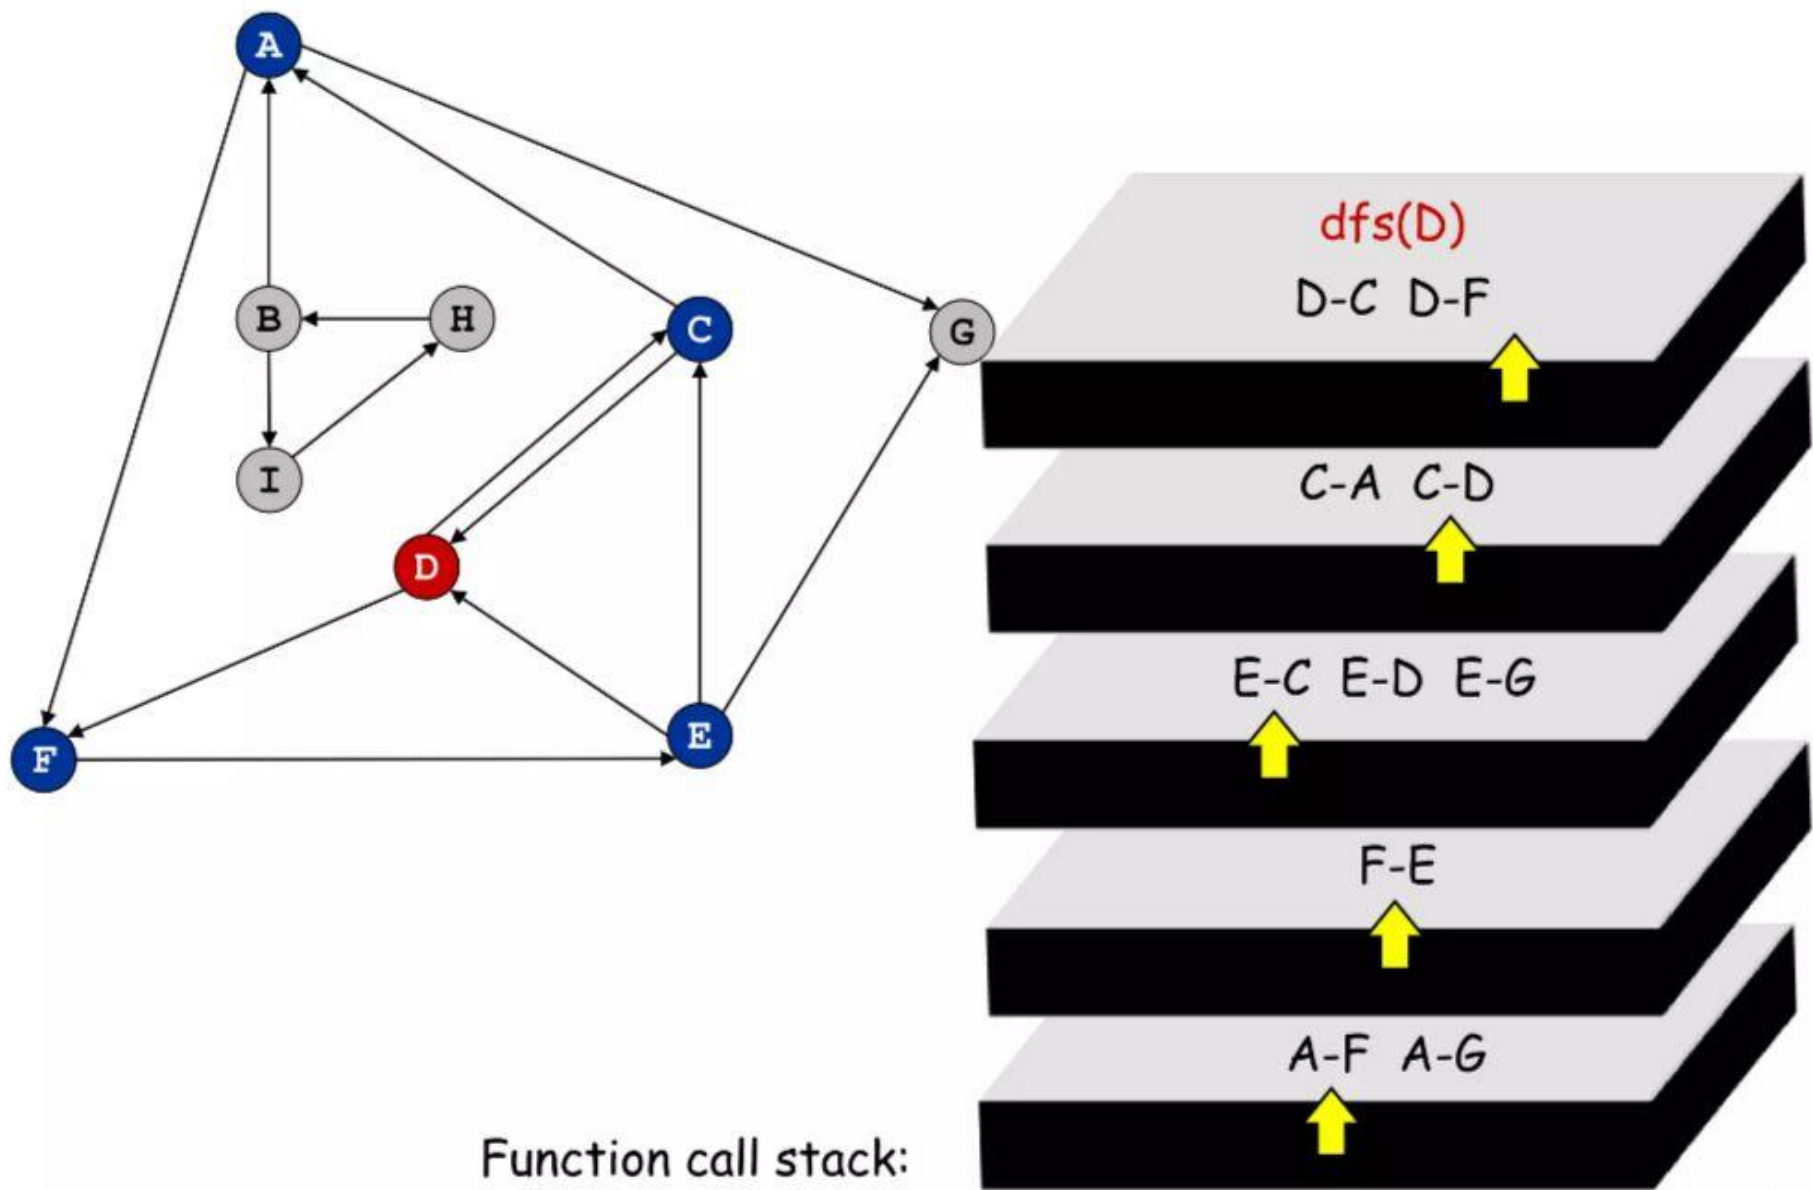 A
B
H
C
G
I
D
E
F
dfs(D)
D-C D-F
C-A C-D
E-C E-D E-G
F-E
A-F A-G
Function call stack: